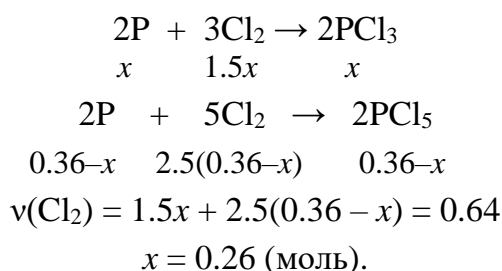 2P + 3Cl₂ → 2PCl₃
x 1.5x x
2P + 5Cl₂ → 2PCl₅
0.36–x 2.5(0.36–x) 0.36–x
ν(Cl₂) = 1.5x + 2.5(0.36 – x) = 0.64
x = 0.26 (моль).